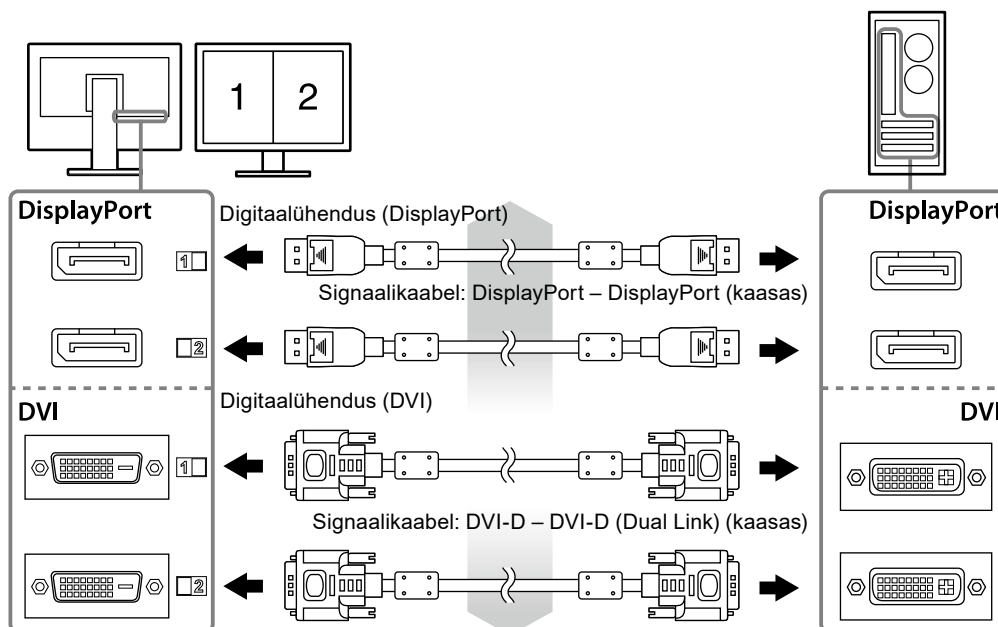 1 2
DisplayPort
Digitaalühendus (DisplayPort)
DisplayPort
1
Signaalikaabel: DisplayPort – DisplayPort (kaasas)
2
DVI
Digitaalühendus (DVI)
DVI
1
Signaalikaabel: DVI-D – DVI-D (Dual Link) (kaasas)
2